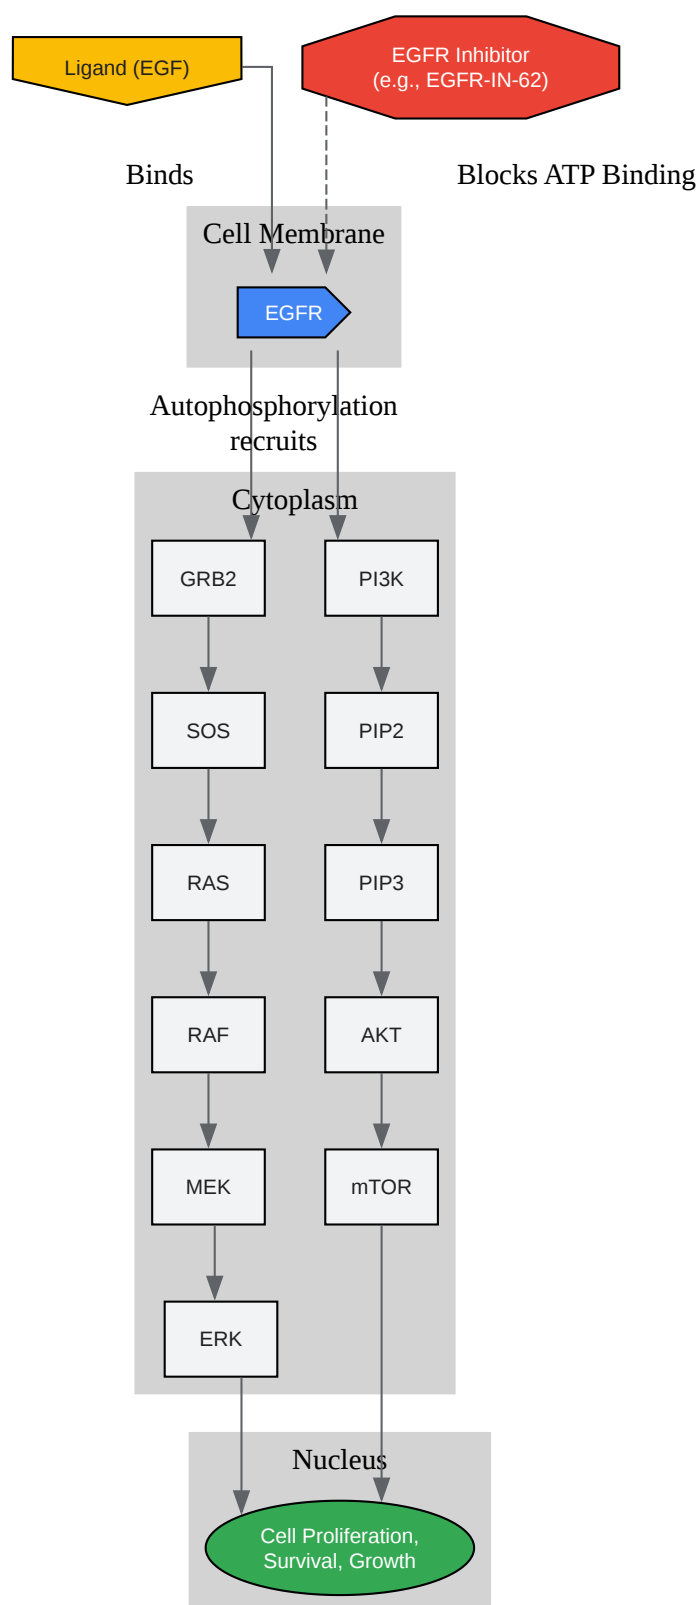 Ligand (EGF)
EGFR Inhibitor
(e.g., EGFR-IN-62)
Binds
Blocks ATP Binding
Cell Membrane
EGFR
Autophosphorylation
recruits
Cytoplasm
GRB2
PI3K
SOS
PIP2
RAS
PIP3
RAF
AKT
MEK
mTOR
ERK
Nucleus
Cell Proliferation,
Survival, Growth